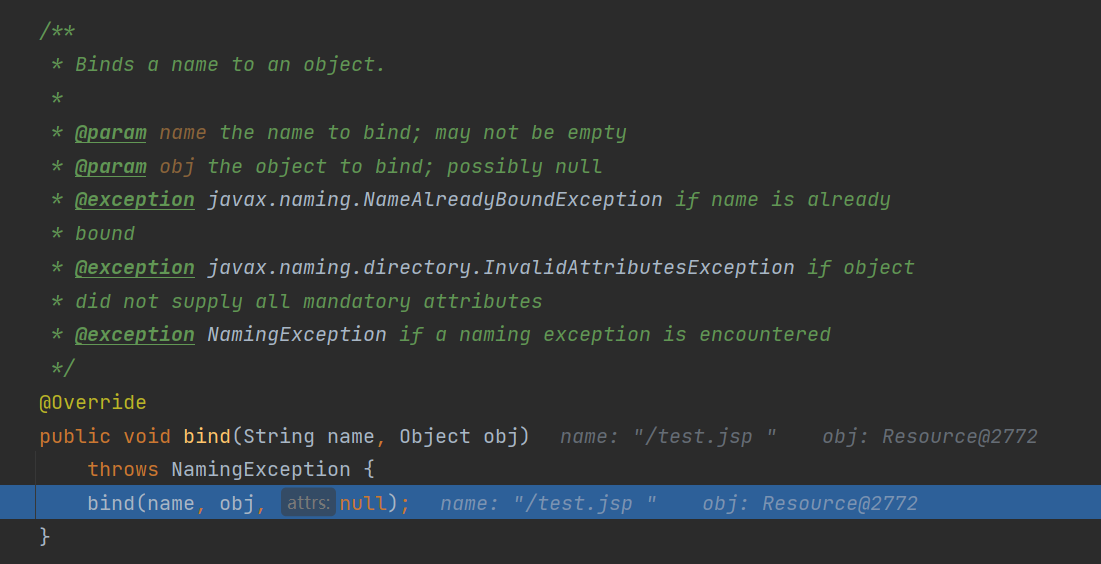 /**
* Binds a name to an object.
*
* @param name the name to bind; may not be empty
* @param obj the object to bind; possibly null
* @exception javax.naming.NameAlreadyBoundException if name is already
* bound
* @exception javax.naming.directory.InvalidAttributesException if object
* did not supply all mandatory attributes
* @exception NamingException if a naming exception is encountered
*/
@Override
public void bind(String name, Object obj) name: "/test.jsp " obj: Resource@2772
throws NamingException {
bind(name, obj, attrs: null); name: "/test.jsp " obj: Resource@2772
}